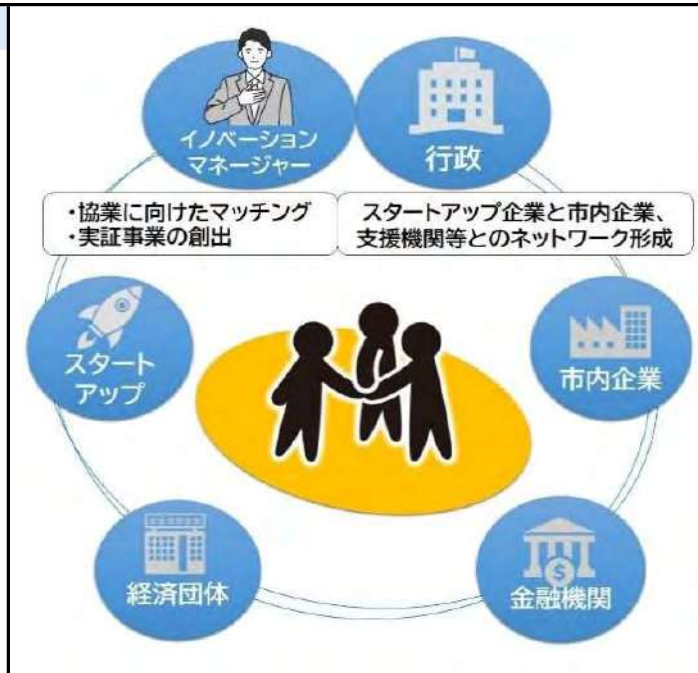 イノベーション
マネージャー
行政
・協業に向けたマッチング
・実証事業の創出
スタートアップ企業と市内企業、
支援機関等とのネットワーク形成
スタート
アップ
市内企業
経済団体
金融機関